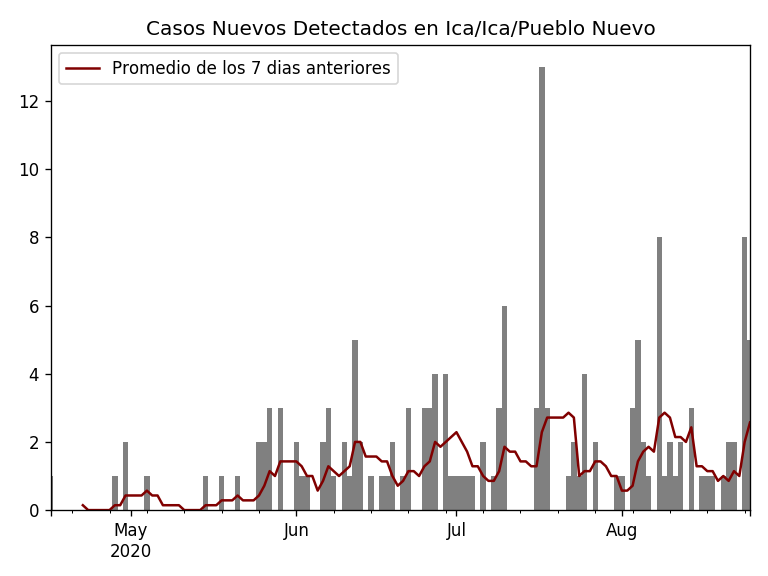 Casos Nuevos Detectados en Ica/Ica/Pueblo Nuevo
Promedio de los 7 dias anteriores
12
10
8
6
4
2
0
May Jun Jul Aug
2020